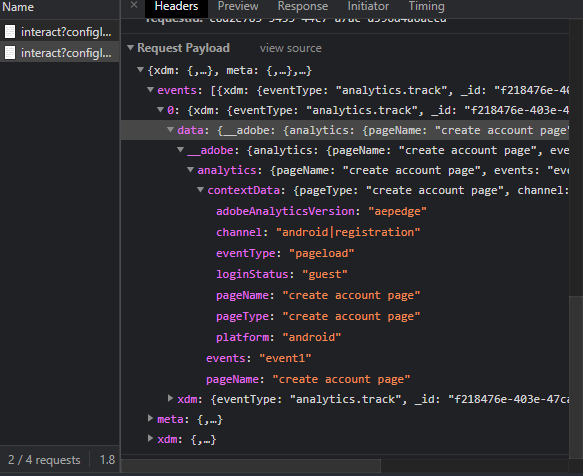 Name
interact?configI...
interact?configI...
2 / 4 requests
1.8
× Headers Preview Response Initiator Timing
Request Payload view source
{xdm: {,…}, meta: {,…},…}
events: [{xdm: {eventType: "analytics.track", _id: "f218476e-403e-4
0: {xdm: {eventType: "analytics.track", _id: "f218476e-403e-47c
data: {__adobe: {analytics: {pageName: "create account page"
__adobe: {analytics: {pageName: "create account page", eve
analytics: {pageName: "create account page", events: "eve
contextData: {pageType: "create account page", channel:
adobeAnalyticsVersion: "aepedge"
channel: "android|registration"
eventType: "pageload"
loginStatus: "guest"
pageName: "create account page"
pageType: "create account page"
platform: "android"
events: "event1"
pageName: "create account page"
xdm: {eventType: "analytics.track", _id: "f218476e-403e-47ca
meta: {,…}
xdm: {,…}